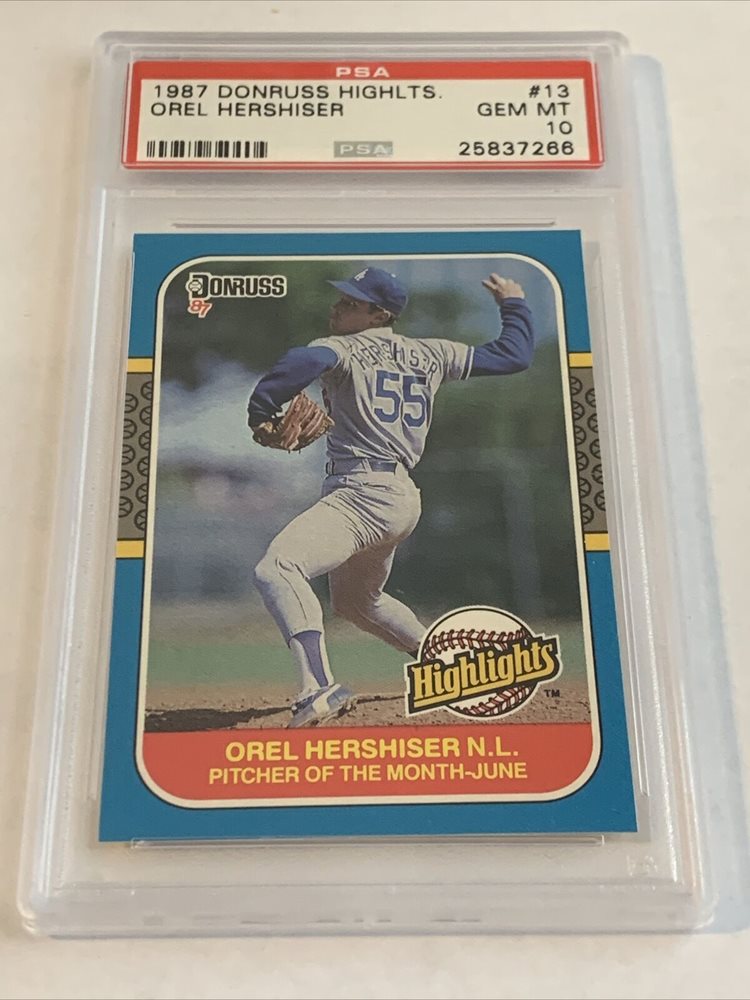 PSA
1987 DONRUSS HIGHLTS. #13
OREL HERSHISER GEM MT
10
PSA 25837266
DONRUSS
'87
HERSHISER
55
Highlights
TM
OREL HERSHISER N.L.
PITCHER OF THE MONTH-JUNE